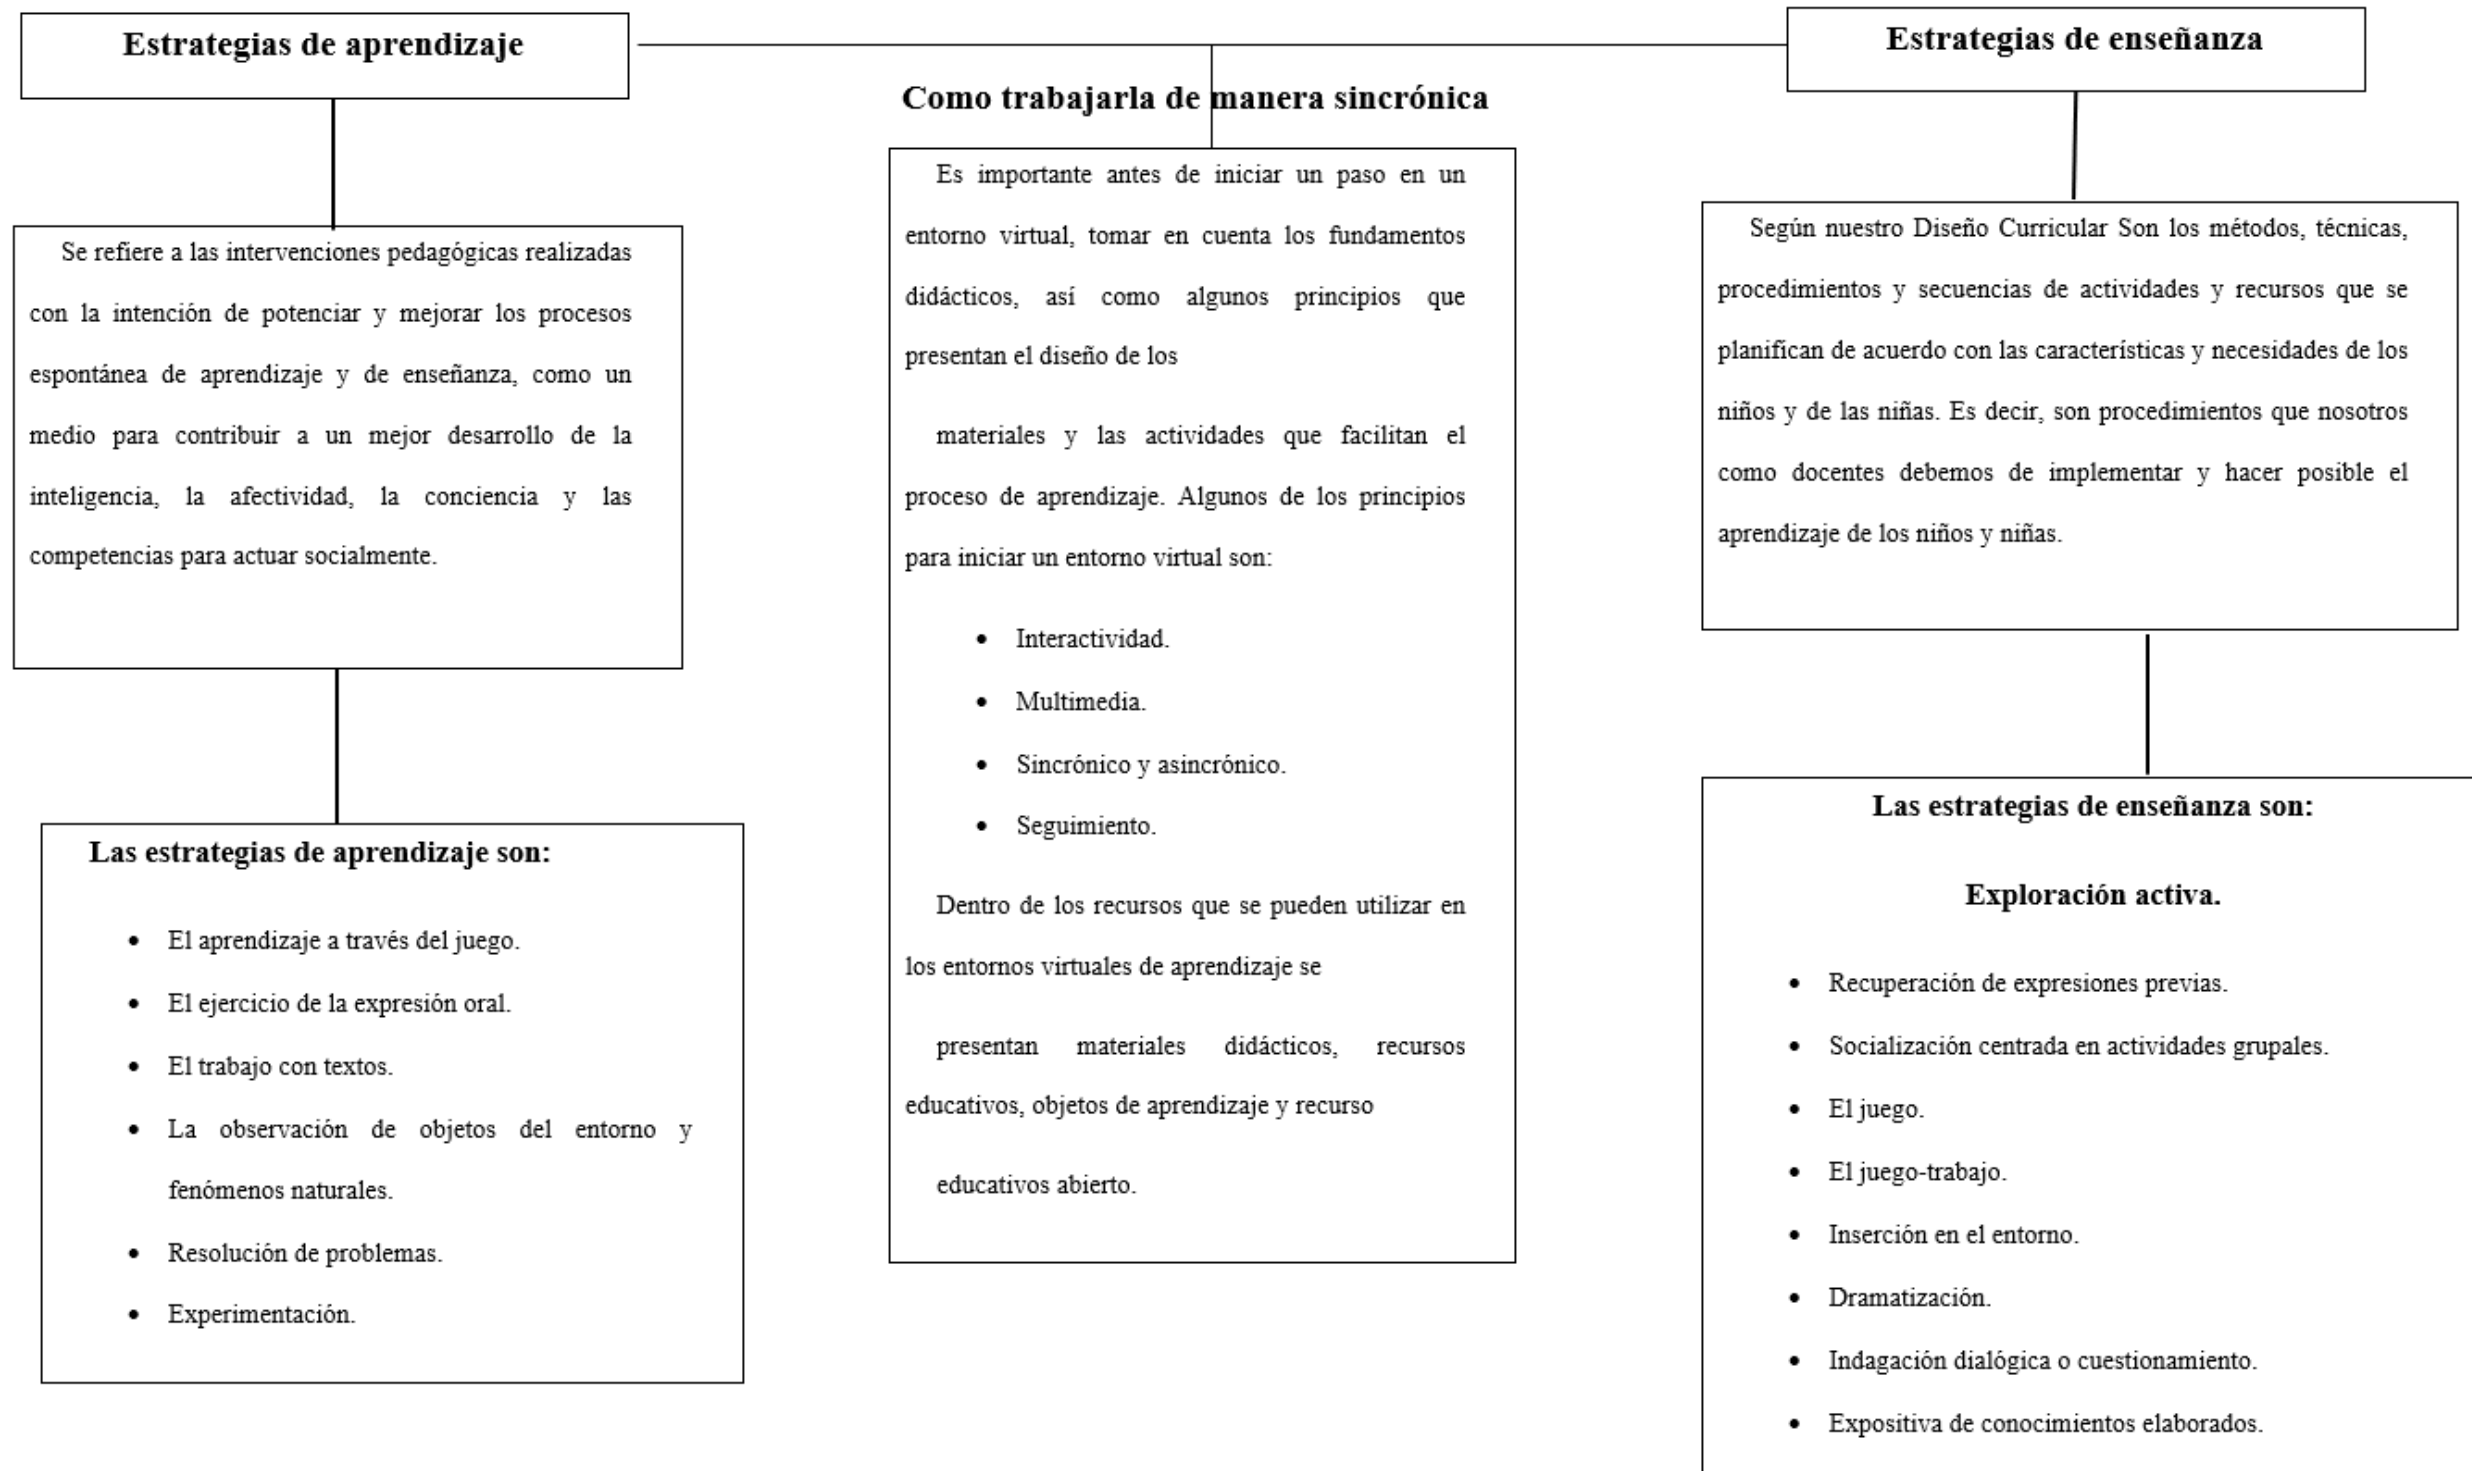 Estrategias de aprendizaje
Se refiere a las intervenciones pedagógicas realizadas
con la intención de potenciar y mejorar los procesos
espontánea de aprendizaje y de enseñanza, como un
medio para contribuir a un mejor desarrollo de la
inteligencia, la afectividad, la conciencia y las
competencias para actuar socialmente.
Las estrategias de aprendizaje son:
• El aprendizaje a través del juego.
• El ejercicio de la expresión oral.
• El trabajo con textos.
• La observación de objetos del entorno y
fenómenos naturales.
• Resolución de problemas.
• Experimentación.
Como trabajarla de manera sincrónica
Es importante antes de iniciar un paso en un
entorno virtual, tomar en cuenta los fundamentos
didácticos, así como algunos principios que
presentan el diseño de los
materiales y las actividades que facilitan el
proceso de aprendizaje. Algunos de los principios
para iniciar un entorno virtual son:
• Interactividad.
• Multimedia.
• Sincrónico y asincrónico.
• Seguimiento.
Dentro de los recursos que se pueden utilizar en
los entornos virtuales de aprendizaje se
presentan materiales didácticos, recursos
educativos, objetos de aprendizaje y recurso
educativos abierto.
Estrategias de enseñanza
Según nuestro Diseño Curricular Son los métodos, técnicas,
procedimientos y secuencias de actividades y recursos que se
planifican de acuerdo con las características y necesidades de los
niños y de las niñas. Es decir, son procedimientos que nosotros
como docentes debemos de implementar y hacer posible el
aprendizaje de los niños y niñas.
Las estrategias de enseñanza son:
Exploración activa.
• Recuperación de expresiones previas.
• Socialización centrada en actividades grupales.
• El juego.
• El juego-trabajo.
• Inserción en el entorno.
• Dramatización.
• Indagación dialógica o cuestionamiento.
• Expositiva de conocimientos elaborados.